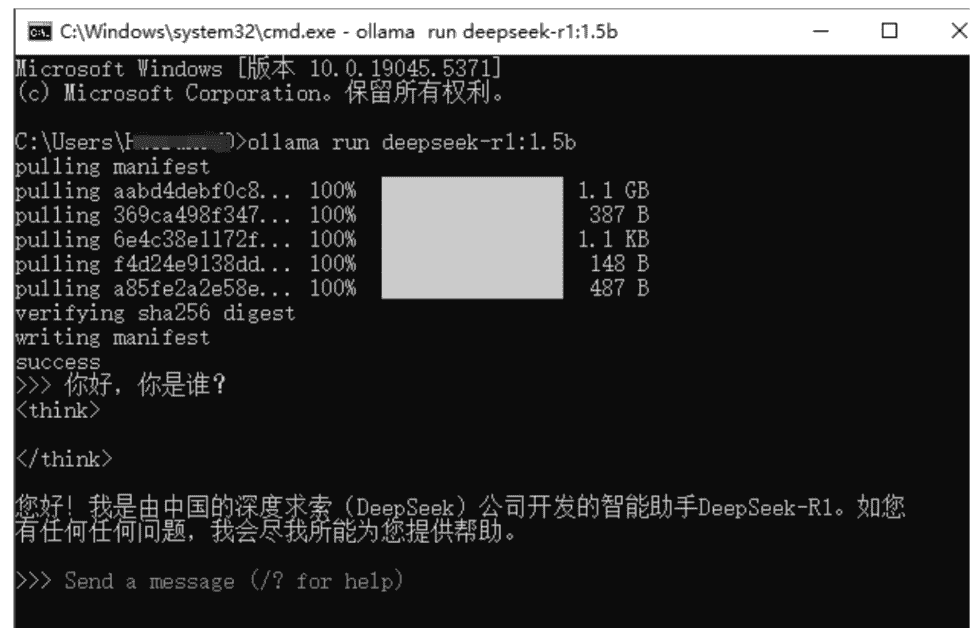 C:\Windows\system32\cmd.exe - ollama  run deepseek-r1:1.5b
Microsoft Windows [版本 10.0.19045.5371]
(c) Microsoft Corporation。保留所有权利。
C:\Users\>ollama run deepseek-r1:1.5b
pulling manifest
pulling aabd4debf0c8... 100% 1.1 GB
pulling 369ca498f347... 100% 387 B
pulling 6e4c38e1172f... 100% 1.1 KB
pulling f4d24e9138dd... 100% 148 B
pulling a85fe2a2e58e... 100% 487 B
verifying sha256 digest
writing manifest
success
>>> 你好，你是谁？
<think>
</think>
您好！我是由中国的深度求索（DeepSeek）公司开发的智能助手DeepSeek-R1。如您
有任何任何问题，我会尽我所能为您提供帮助。
>>> Send a message (/? for help)